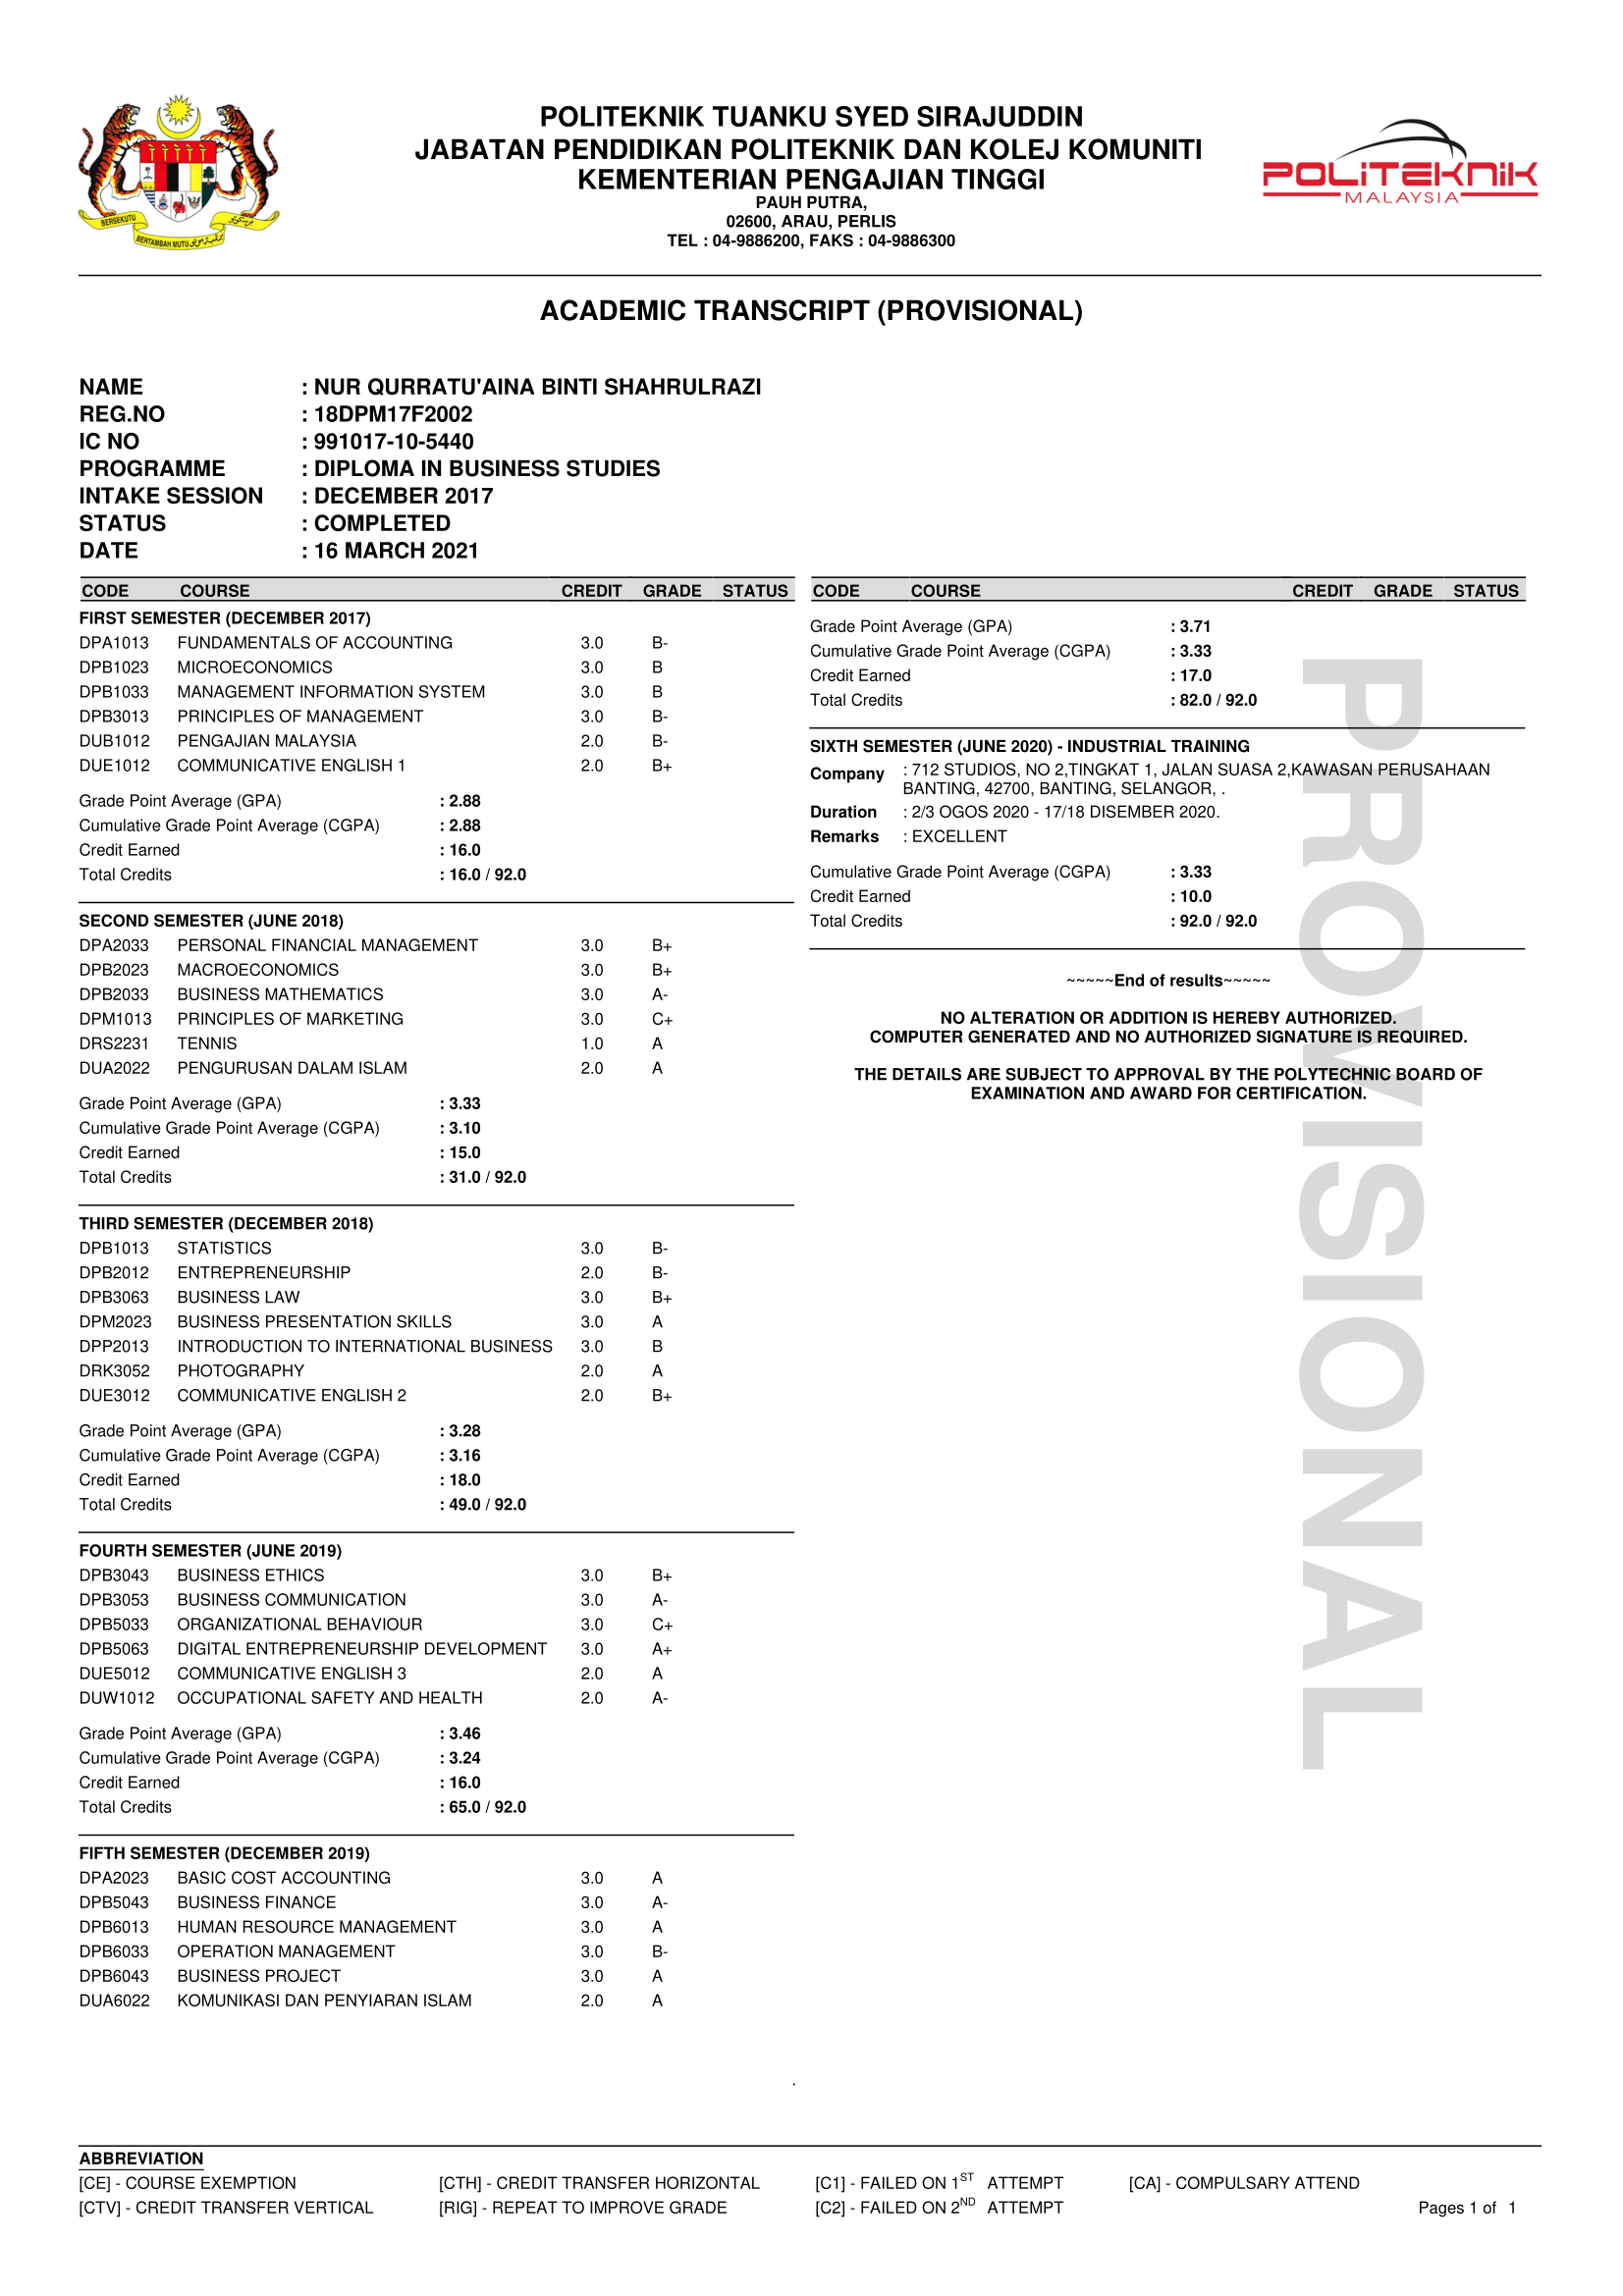 POLITEKNIK TUANKU SYED SIRAJUDDIN
JABATAN PENDIDIKAN POLITEKNIK DAN KOLEJ KOMUNITI
KEMENTERIAN PENGAJIAN TINGGI
PAUH PUTRA,
02600, ARAU, PERLIS
TEL : 04-9886200, FAKS : 04-9886300
BERSEKUTU
BERTAMBAH MUTU
POLITEKNIK
MALAYSIA
ACADEMIC TRANSCRIPT (PROVISIONAL)
NAME : NUR QURRATU'AINA BINTI SHAHRULRAZI
REG.NO : 18DPM17F2002
IC NO : 991017-10-5440
PROGRAMME : DIPLOMA IN BUSINESS STUDIES
INTAKE SESSION : DECEMBER 2017
STATUS : COMPLETED
DATE : 16 MARCH 2021
CODE COURSE CREDIT GRADE STATUS
FIRST SEMESTER (DECEMBER 2017)
DPA1013 FUNDAMENTALS OF ACCOUNTING 3.0 B-
DPB1023 MICROECONOMICS 3.0 B
DPB1033 MANAGEMENT INFORMATION SYSTEM 3.0 B
DPB3013 PRINCIPLES OF MANAGEMENT 3.0 B-
DUB1012 PENGAJIAN MALAYSIA 2.0 B-
DUE1012 COMMUNICATIVE ENGLISH 1 2.0 B+
Grade Point Average (GPA) : 2.88
Cumulative Grade Point Average (CGPA) : 2.88
Credit Earned : 16.0
Total Credits : 16.0 / 92.0
SECOND SEMESTER (JUNE 2018)
DPA2033 PERSONAL FINANCIAL MANAGEMENT 3.0 B+
DPB2023 MACROECONOMICS 3.0 B+
DPB2033 BUSINESS MATHEMATICS 3.0 A-
DPM1013 PRINCIPLES OF MARKETING 3.0 C+
DRS2231 TENNIS 1.0 A
DUA2022 PENGURUSAN DALAM ISLAM 2.0 A
Grade Point Average (GPA) : 3.33
Cumulative Grade Point Average (CGPA) : 3.10
Credit Earned : 15.0
Total Credits : 31.0 / 92.0
THIRD SEMESTER (DECEMBER 2018)
DPB1013 STATISTICS 3.0 B-
DPB2012 ENTREPRENEURSHIP 2.0 B-
DPB3063 BUSINESS LAW 3.0 B+
DPM2023 BUSINESS PRESENTATION SKILLS 3.0 A
DPP2013 INTRODUCTION TO INTERNATIONAL BUSINESS 3.0 B
DRK3052 PHOTOGRAPHY 2.0 A
DUE3012 COMMUNICATIVE ENGLISH 2 2.0 B+
Grade Point Average (GPA) : 3.28
Cumulative Grade Point Average (CGPA) : 3.16
Credit Earned : 18.0
Total Credits : 49.0 / 92.0
FOURTH SEMESTER (JUNE 2019)
DPB3043 BUSINESS ETHICS 3.0 B+
DPB3053 BUSINESS COMMUNICATION 3.0 A-
DPB5033 ORGANIZATIONAL BEHAVIOUR 3.0 C+
DPB5063 DIGITAL ENTREPRENEURSHIP DEVELOPMENT 3.0 A+
DUE5012 COMMUNICATIVE ENGLISH 3 2.0 A
DUW1012 OCCUPATIONAL SAFETY AND HEALTH 2.0 A-
Grade Point Average (GPA) : 3.46
Cumulative Grade Point Average (CGPA) : 3.24
Credit Earned : 16.0
Total Credits : 65.0 / 92.0
FIFTH SEMESTER (DECEMBER 2019)
DPA2023 BASIC COST ACCOUNTING 3.0 A
DPB5043 BUSINESS FINANCE 3.0 A-
DPB6013 HUMAN RESOURCE MANAGEMENT 3.0 A
DPB6033 OPERATION MANAGEMENT 3.0 B-
DPB6043 BUSINESS PROJECT 3.0 A
DUA6022 KOMUNIKASI DAN PENYIARAN ISLAM 2.0 A
CODE COURSE CREDIT GRADE STATUS
Grade Point Average (GPA) : 3.71
Cumulative Grade Point Average (CGPA) : 3.33
Credit Earned : 17.0
Total Credits : 82.0 / 92.0
SIXTH SEMESTER (JUNE 2020) - INDUSTRIAL TRAINING
Company : 712 STUDIOS, NO 2,TINGKAT 1, JALAN SUASA 2,KAWASAN PERUSAHAAN
BANTING, 42700, BANTING, SELANGOR, .
Duration : 2/3 OGOS 2020 - 17/18 DISEMBER 2020.
Remarks : EXCELLENT
Cumulative Grade Point Average (CGPA) : 3.33
Credit Earned : 10.0
Total Credits : 92.0 / 92.0
~~~~~End of results~~~~~
NO ALTERATION OR ADDITION IS HEREBY AUTHORIZED.
COMPUTER GENERATED AND NO AUTHORIZED SIGNATURE IS REQUIRED.
THE DETAILS ARE SUBJECT TO APPROVAL BY THE POLYTECHNIC BOARD OF
EXAMINATION AND AWARD FOR CERTIFICATION.
PROWISIONAL
.
ABBREVIATION
[CE] - COURSE EXEMPTION [CTH] - CREDIT TRANSFER HORIZONTAL [C1] - FAILED ON 1ST ATTEMPT [CA] - COMPULSARY ATTEND
[CTV] - CREDIT TRANSFER VERTICAL [RIG] - REPEAT TO IMPROVE GRADE [C2] - FAILED ON 2ND ATTEMPT Pages 1 of 1